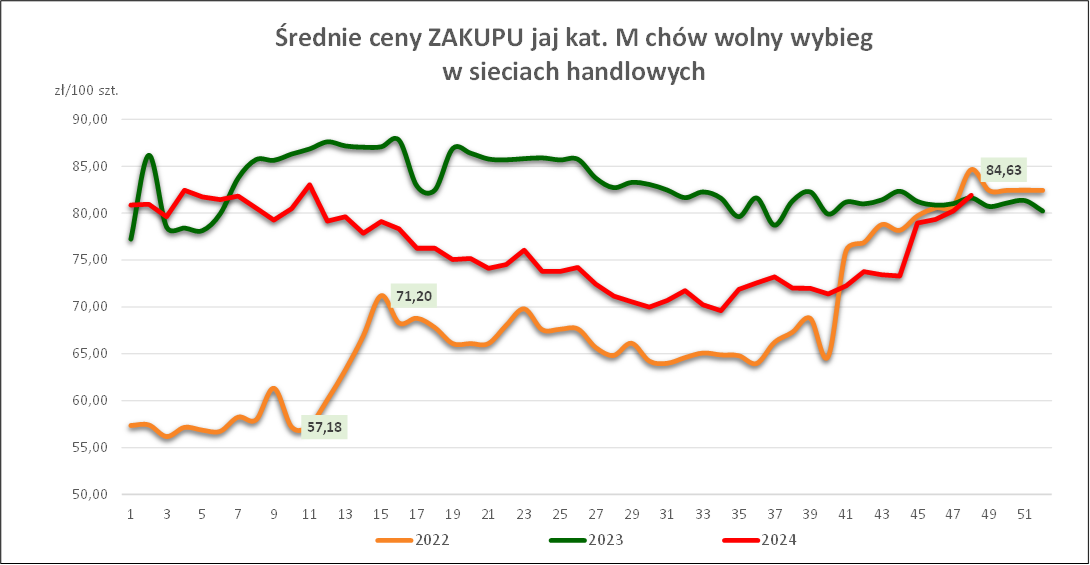 Średnie ceny ZAKUPU jaj kat. M chów wolny wybieg
w sieciach handlowych
zł/100 szt.
90,00
85,00
84,63
80,00
75,00
71,20
70,00
65,00
60,00
57,18
55,00
50,00
1 3 5 7 9 11 13 15 17 19 21 23 25 27 29 31 33 35 37 39 41 43 45 47 49 51
2022 2023 2024